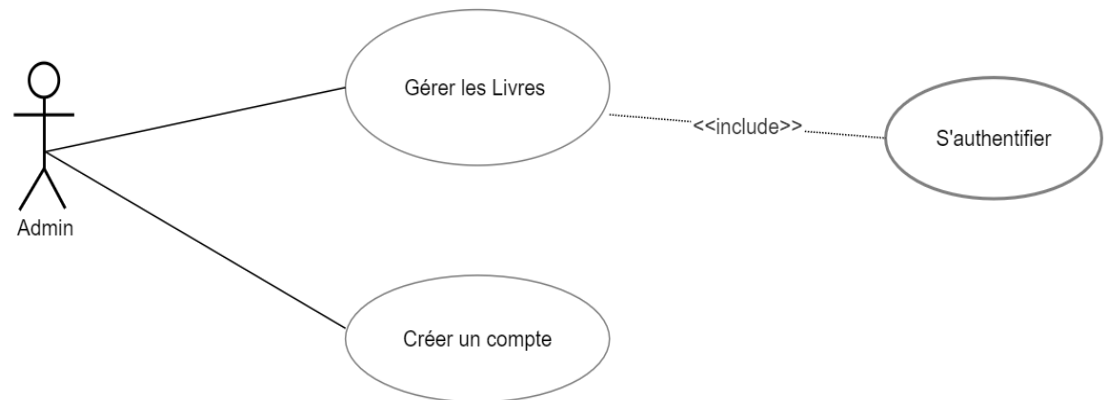 Gérer les Livres
<<include>>
S'authentifier
Admin
Créer un compte